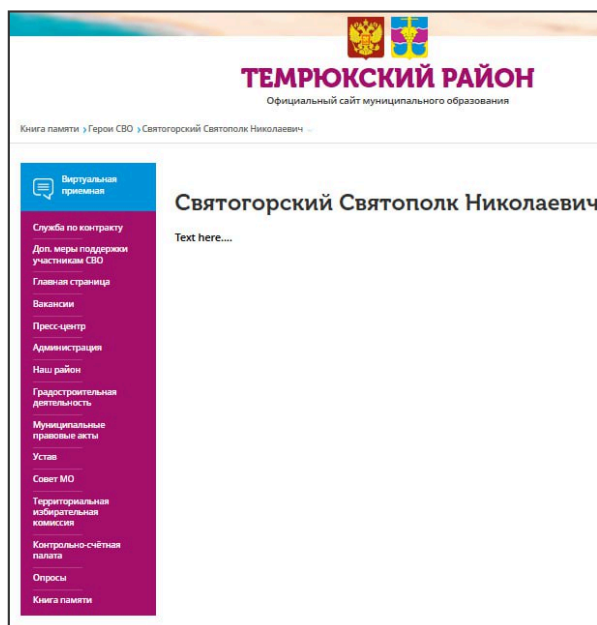 ТЕМРЮКСКИЙ РАЙОН
Официальный сайт муниципального образования
Книга памяти › Герои СВО › Святогорский Святополк Николаевич
Виртуальная
приемная
Служба по контракту
Доп. меры поддержки
участникам СВО
Главная страница
Вакансии
Пресс-центр
Администрация
Наш район
Градостроительная
деятельность
Муниципальные
правовые акты
Устав
Совет МО
Территориальная
избирательная
комиссия
Контрольно-счётная
палата
Опросы
Книга памяти
Святогорский Святополк Николаевич
Text here....